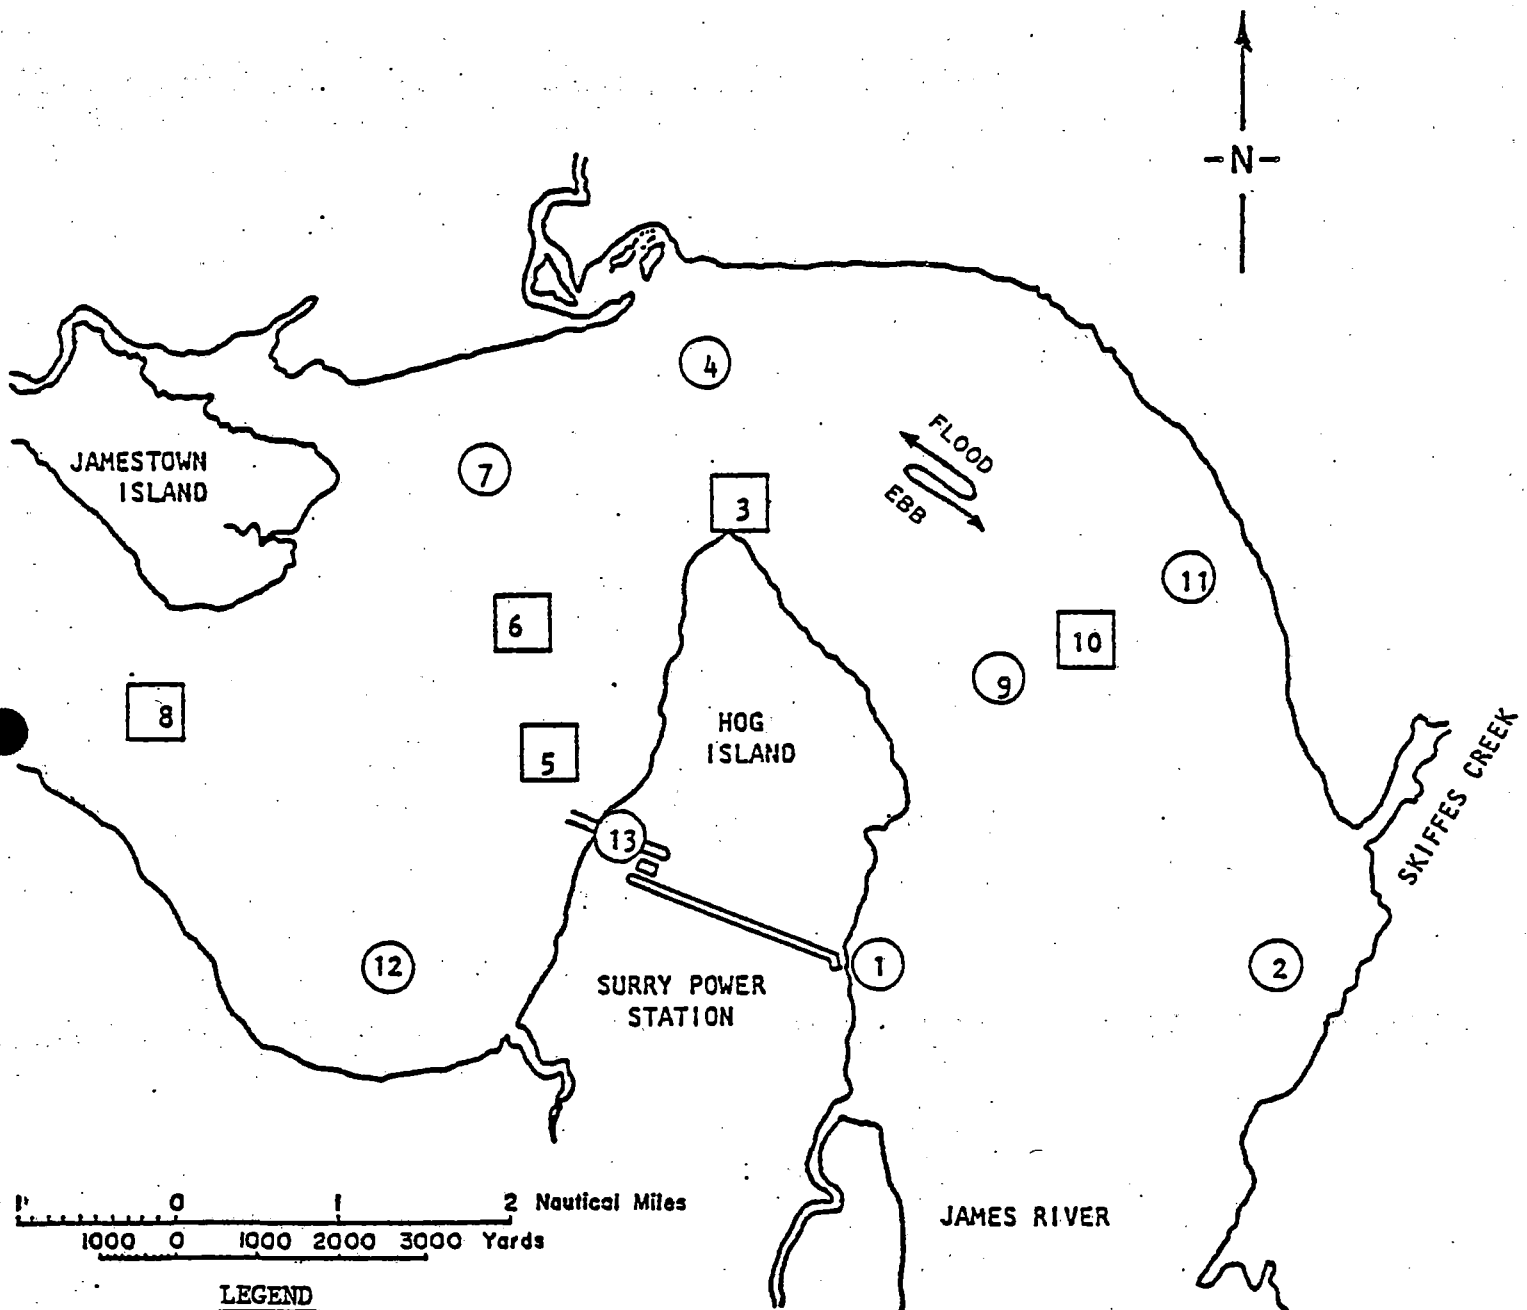 -N-
4
FLOOD
EBB
JAMESTOWN
ISLAND
7
3
11
6
10
9
8
HOG
ISLAND
5
SKIFFES CREEK
13
12
1
2
SURRY POWER
STATION
1 0 1 2 Nautical Miles
1000 0 1000 2000 3000 Yards
JAMES RIVER
LEGEND